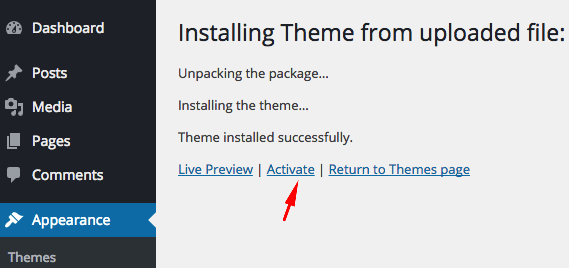 Dashboard
Posts
Media
Pages
Comments
Appearance
Themes
Installing Theme from uploaded file:
Unpacking the package...
Installing the theme...
Theme installed successfully.
Live Preview | Activate | Return to Themes page